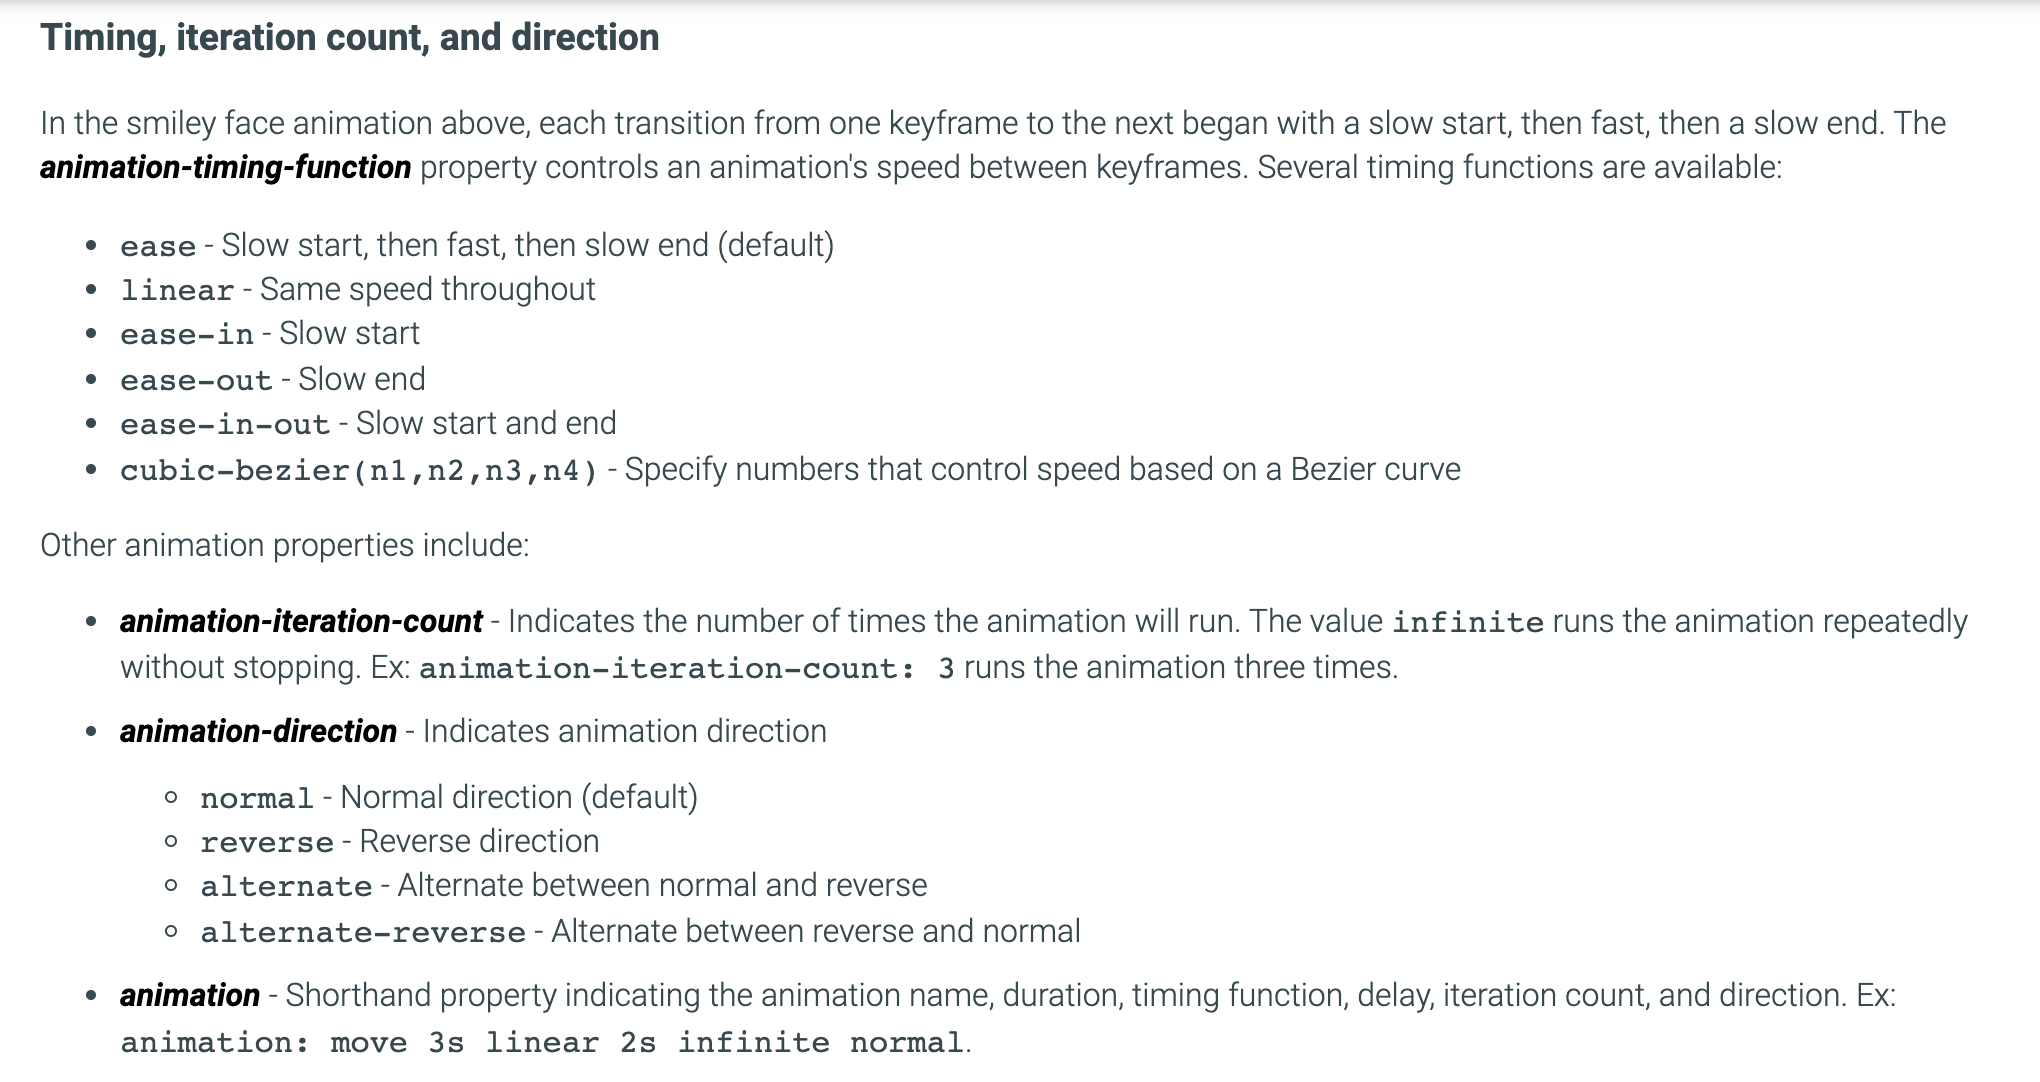 Timing, iteration count, and direction
In the smiley face animation above, each transition from one keyframe to the next began with a slow start, then fast, then a slow end. The
animation-timing-function property controls an animation's speed between keyframes. Several timing functions are available:
• ease - Slow start, then fast, then slow end (default)
• linear - Same speed throughout
• ease-in - Slow start
• ease-out - Slow end
• ease-in-out - Slow start and end
• cubic-bezier(n1,n2,n3,n4) - Specify numbers that control speed based on a Bezier curve
Other animation properties include:
• animation-iteration-count - Indicates the number of times the animation will run. The value infinite runs the animation repeatedly
without stopping. Ex: animation-iteration-count: 3 runs the animation three times.
• animation-direction - Indicates animation direction
◦ normal - Normal direction (default)
◦ reverse - Reverse direction
◦ alternate - Alternate between normal and reverse
◦ alternate-reverse - Alternate between reverse and normal
• animation - Shorthand property indicating the animation name, duration, timing function, delay, iteration count, and direction. Ex:
animation: move 3s linear 2s infinite normal.